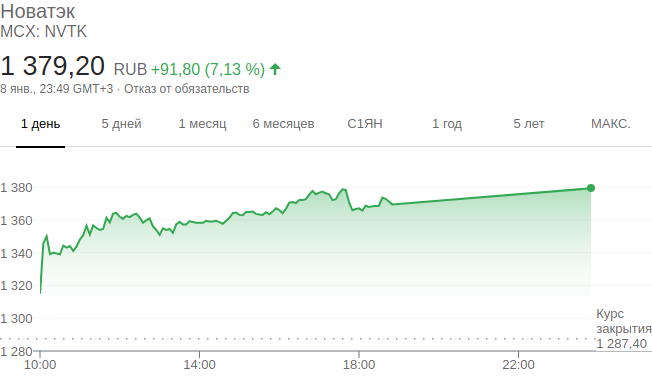 Новатэк
MCX: NVTK
1 379,20 RUB +91,80 (7,13 %)
8 янв., 23:49 GMT+3 · Отказ от обязательств
1 день 5 дней 1 месяц 6 месяцев С1ЯН 1 год 5 лет МАКС.
1 380
1 360
1 340
1 320
1 300
1 280
Курс
закрытия
1 287,40
10:00 14:00 18:00 22:00